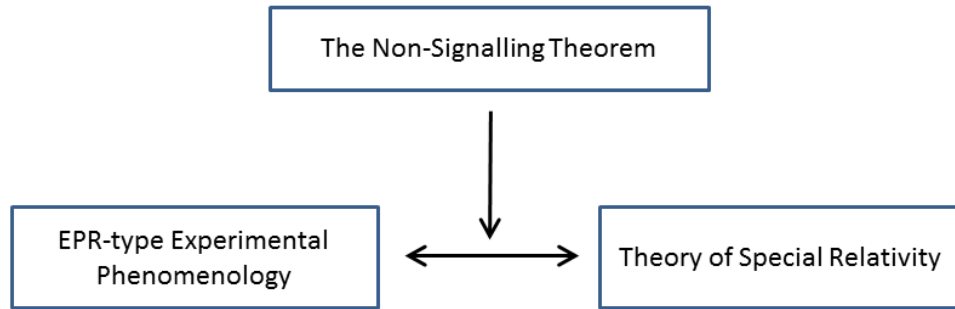 The Non-Signalling Theorem
EPR-type Experimental
Phenomenology
Theory of Special Relativity